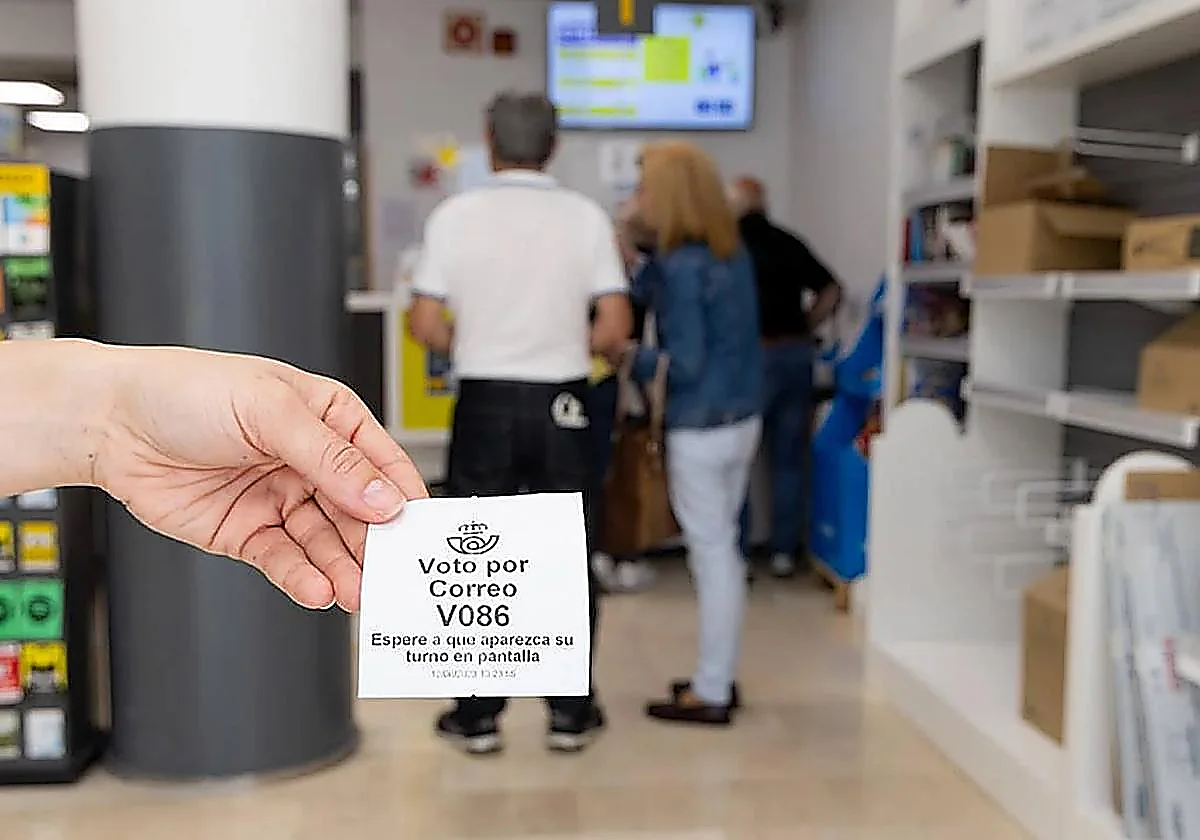 Voto por
Correo
V086
Espere a que aparezca su
turno en pantalla